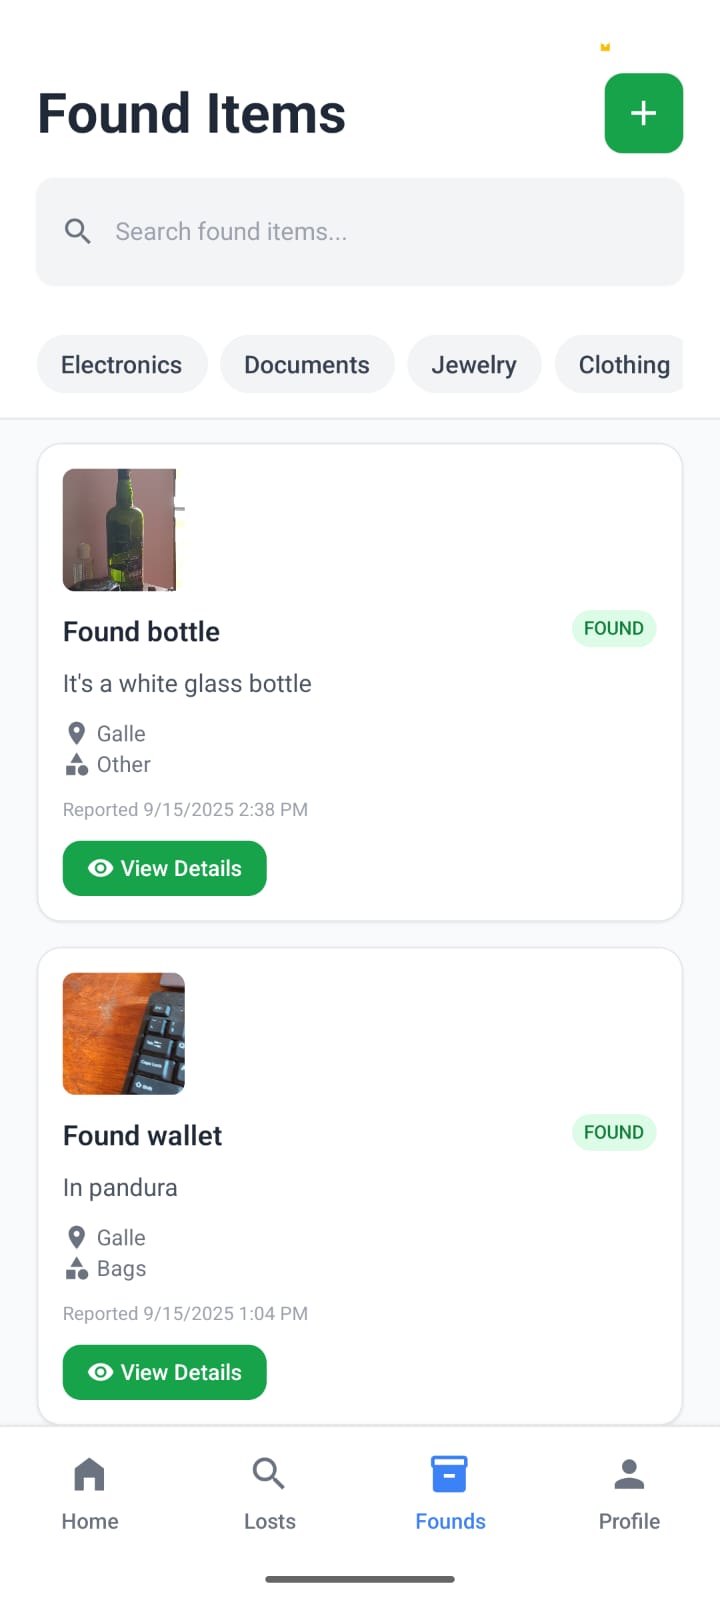 Found Items
Search found items...
Electronics Documents Jewelry Clothing
Found bottle FOUND
It's a white glass bottle
Galle
Other
Reported 9/15/2025 2:38 PM
View Details
Found wallet FOUND
In pandura
Galle
Bags
Reported 9/15/2025 1:04 PM
View Details
Home Losts Founds Profile